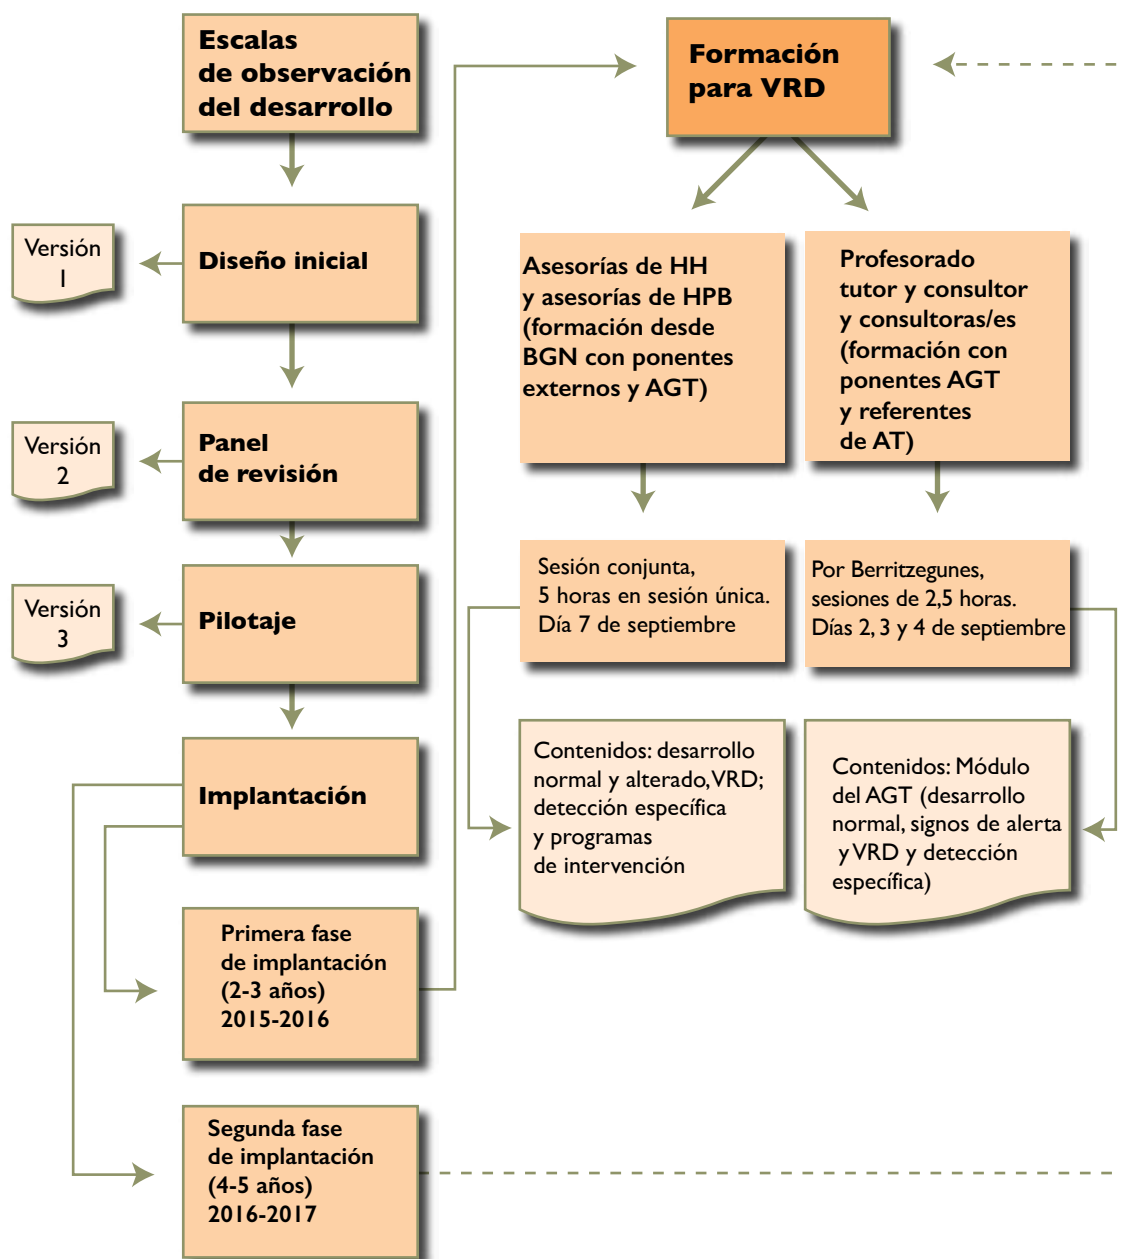 Escalas
de observación
del desarrollo
Diseño inicial
Versión
1
Panel
de revisión
Versión
2
Pilotaje
Versión
3
Implantación
Primera fase
de implantación
(2-3 años)
2015-2016
Segunda fase
de implantación
(4-5 años)
2016-2017
Formación
para VRD
Asesorías de HH
y asesorías de HPB
(formación desde
BGN con ponentes
externos y AGT)
Sesión conjunta,
5 horas en sesión única.
Día 7 de septiembre
Contenidos: desarrollo
normal y alterado, VRD;
detección específica
y programas
de intervención
Profesorado
tutor y consultor
y consultoras/es
(formación con
ponentes AGT
y referentes
de AT)
Por Berritzegunes,
sesiones de 2,5 horas.
Días 2, 3 y 4 de septiembre
Contenidos: Módulo
del AGT (desarrollo
normal, signos de alerta
y VRD y detección
específica)